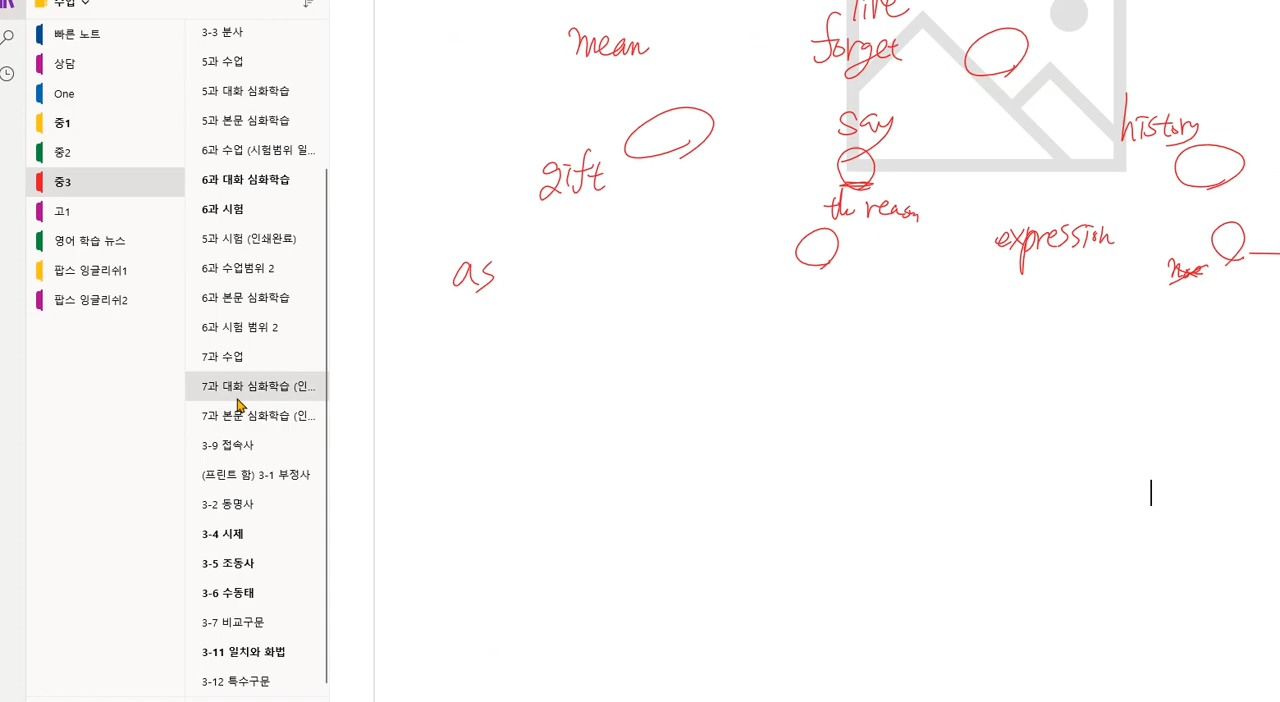 수업
빠른 노트
상담
One
중1
중2
중3
고1
영어 학습 뉴스
팝스 잉글리쉬1
팝스 잉글리쉬2
3-3 분사
5과 수업
5과 대화 심화학습
5과 본문 심화학습
6과 수업 (시험범위 일...
6과 대화 심화학습
6과 시험
5과 시험 (인쇄완료)
6과 수업범위 2
6과 본문 심화학습
6과 시험 범위 2
7과 수업
7과 대화 심화학습 (인...
7과 본문 심화학습 (인...
3-9 접속사
(프린트 함) 3-1 부정사
3-2 동명사
3-4 시제
3-5 조동사
3-6 수동태
3-7 비교구문
3-11 일치와 화법
3-12 특수구문
live
mean
forget
say
history
gift
the reason
expression
as